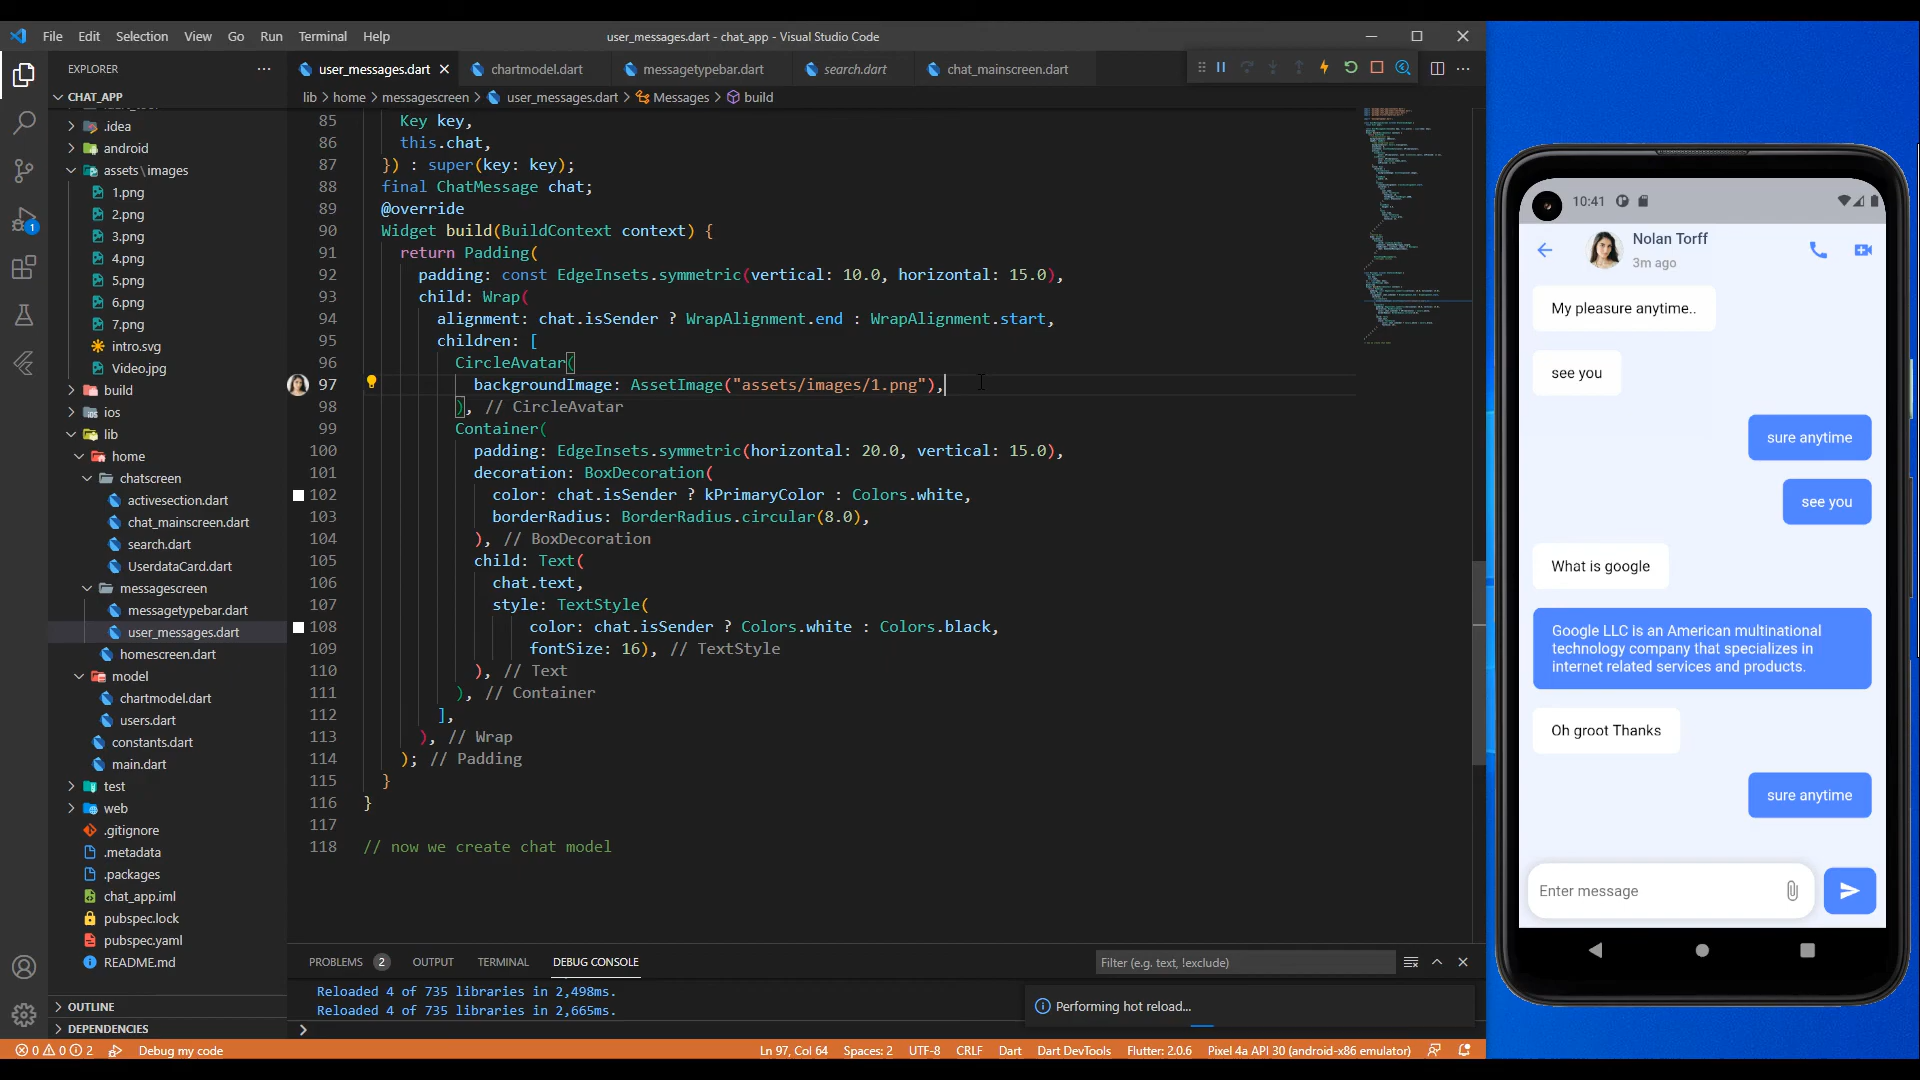 File Edit Selection View Go Run Terminal Help
user_messages.dart - chat_app - Visual Studio Code
EXPLORER
user_messages.dart
chartmodel.dart
messagetypebar.dart
search.dart
chat_mainscreen.dart
CHAT_APP
.idea
android
assets\images
1.png
2.png
3.png
4.png
5.png
6.png
7.png
intro.svg
Video.jpg
build
ios
lib
home
chatscreen
activesection.dart
chat_mainscreen.dart
search.dart
UserdataCard.dart
messagescreen
messagetypebar.dart
user_messages.dart
homescreen.dart
model
chartmodel.dart
users.dart
constants.dart
main.dart
test
web
.gitignore
.metadata
.packages
chat_app.iml
pubspec.lock
pubspec.yaml
README.md
OUTLINE
DEPENDENCIES
1
lib > home > messagescreen > user_messages.dart > Messages > build
85 Key key,
86 this.chat,
87 }) : super(key: key);
88 final ChatMessage chat;
89 @override
90 Widget build(BuildContext context) {
91 return Padding(
92 padding: const EdgeInsets.symmetric(vertical: 10.0, horizontal: 15.0),
93 child: Wrap(
94 alignment: chat.isSender ? WrapAlignment.end : WrapAlignment.start,
95 children: [
96 CircleAvatar(
97 backgroundImage: AssetImage("assets/images/1.png"),
98 ), // CircleAvatar
99 Container(
100 padding: EdgeInsets.symmetric(horizontal: 20.0, vertical: 15.0),
101 decoration: BoxDecoration(
102 color: chat.isSender ? kPrimaryColor : Colors.white,
103 borderRadius: BorderRadius.circular(8.0),
104 ), // BoxDecoration
105 child: Text(
106 chat.text,
107 style: TextStyle(
108 color: chat.isSender ? Colors.white : Colors.black,
109 fontSize: 16), // TextStyle
110 ), // Text
111 ), // Container
112 ],
113 ), // Wrap
114 ); // Padding
115 }
116 }
117
118 // now we create chat model
PROBLEMS 2 OUTPUT TERMINAL DEBUG CONSOLE
Filter (e.g. text, !exclude)
Reloaded 4 of 735 libraries in 2,498ms.
Reloaded 4 of 735 libraries in 2,665ms.
Performing hot reload...
0 0 2 Debug my code
Ln 97, Col 64 Spaces: 2 UTF-8 CRLF Dart Dart DevTools Flutter: 2.0.6 Pixel 4a API 30 (android-x86 emulator)
10:41
Nolan Torff
3m ago
My pleasure anytime..
see you
sure anytime
see you
What is google
Google LLC is an American multinational
technology company that specializes in
internet related services and products.
Oh groot Thanks
sure anytime
Enter message